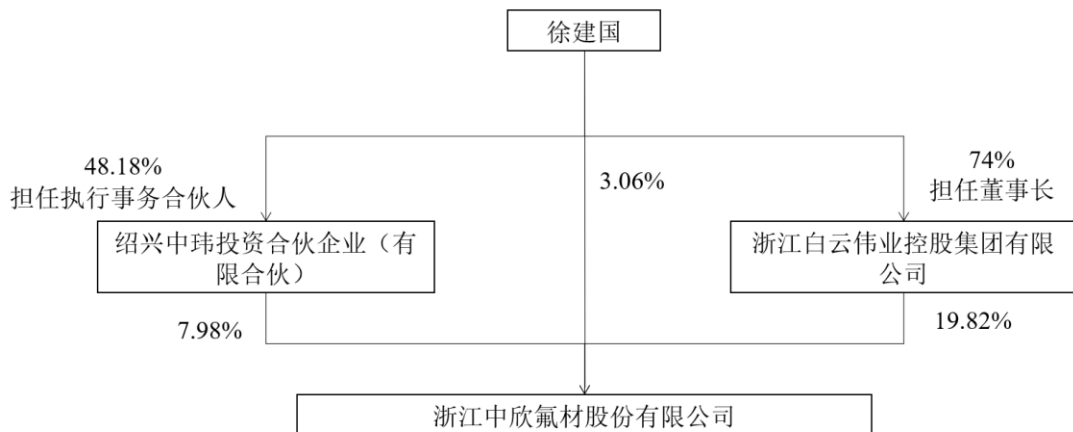 徐建国
48.18%
担任执行事务合伙人
3.06%
74%
担任董事长
绍兴中玮投资合伙企业（有
限合伙）
浙江白云伟业控股集团有限
公司
7.98%
19.82%
浙江中欣氟材股份有限公司